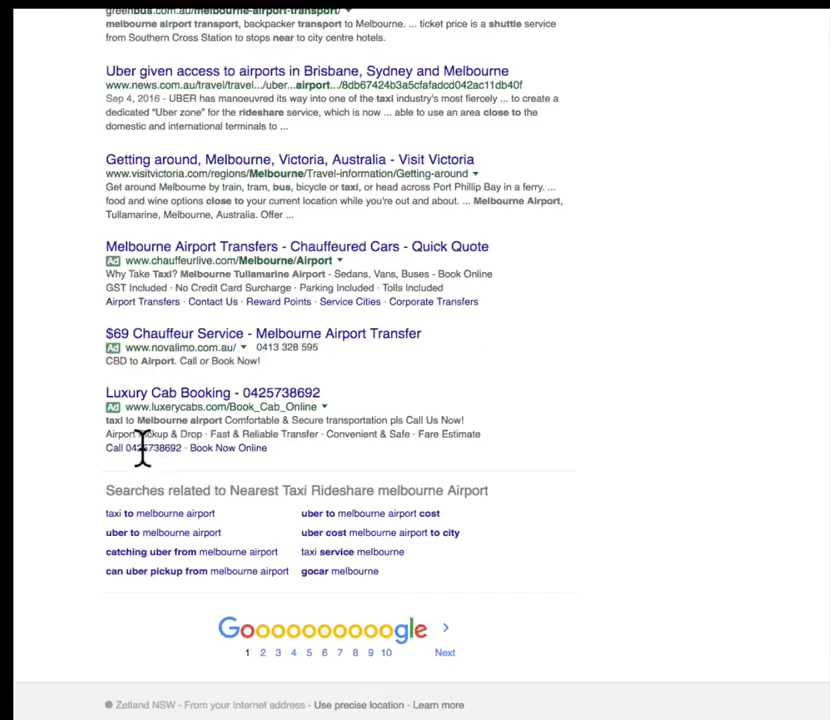 greenbus.com.au/melbourne-airport-transport/
melbourne airport transport, backpacker transport to Melbourne. ... ticket price is a shuttle service
from Southern Cross Station to stops near to city centre hotels.
Uber given access to airports in Brisbane, Sydney and Melbourne
www.news.com.au/travel/travel.../uber...airport.../8db67424b3a5cfafadcd042ac11db40f
Sep 4, 2016 - UBER has manoeuvred its way into one of the taxi industry's most fiercely ... to create a
dedicated "Uber zone" for the rideshare service, which is now ... able to use an area close to the
domestic and international terminals to ...
Getting around, Melbourne, Victoria, Australia - Visit Victoria
www.visitvictoria.com/regions/Melbourne/Travel-information/Getting-around
Get around Melbourne by train, tram, bus, bicycle or taxi, or head across Port Phillip Bay in a ferry. ...
food and wine options close to your current location while you're out and about. ... Melbourne Airport,
Tullamarine, Melbourne, Australia. Offer ...
Melbourne Airport Transfers - Chauffeured Cars - Quick Quote
Ad www.chauffeurlive.com/Melbourne/Airport
Why Take Taxi? Melbourne Tullamarine Airport - Sedans, Vans, Buses - Book Online
GST Included · No Credit Card Surcharge · Parking Included · Tolls Included
Airport Transfers · Contact Us · Reward Points · Service Cities · Corporate Transfers
$69 Chauffeur Service - Melbourne Airport Transfer
Ad www.novalimo.com.au/ 0413 328 595
CBD to Airport. Call or Book Now!
Luxury Cab Booking - 0425738692
Ad www.luxerycabs.com/Book_Cab_Online
taxi to Melbourne airport Comfortable & Secure transportation pls Call Us Now!
Airport Pickup & Drop · Fast & Reliable Transfer · Convenient & Safe · Fare Estimate
Call 0425738692 · Book Now Online
Searches related to Nearest Taxi Rideshare melbourne Airport
taxi to melbourne airport
uber to melbourne airport cost
uber to melbourne airport
uber cost melbourne airport to city
catching uber from melbourne airport
taxi service melbourne
can uber pickup from melbourne airport
gocar melbourne
Goooooooooogle >
1 2 3 4 5 6 7 8 9 10 Next
Zetland NSW - From your Internet address - Use precise location - Learn more